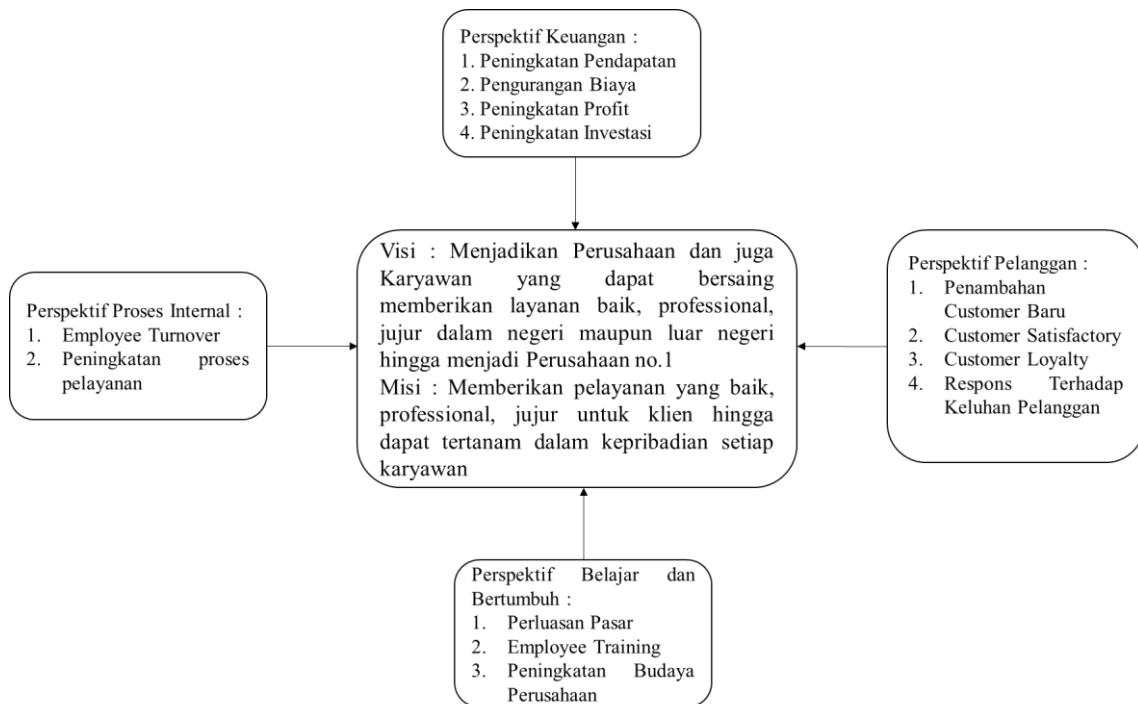 Perspektif Keuangan :
1. Peningkatan Pendapatan
2. Pengurangan Biaya
3. Peningkatan Profit
4. Peningkatan Investasi
Perspektif Proses Internal :
1. Employee Turnover
2. Peningkatan proses
pelayanan
Visi : Menjadikan Perusahaan dan juga
Karyawan yang dapat bersaing
memberikan layanan baik, professional,
jujur dalam negeri maupun luar negeri
hingga menjadi Perusahaan no.1
Misi : Memberikan pelayanan yang baik,
professional, jujur untuk klien hingga
dapat tertanam dalam kepribadian setiap
karyawan
Perspektif Pelanggan :
1. Penambahan
Customer Baru
2. Customer Satisfactory
3. Customer Loyalty
4. Respons Terhadap
Keluhan Pelanggan
Perspektif Belajar dan
Bertumbuh :
1. Perluasan Pasar
2. Employee Training
3. Peningkatan Budaya
Perusahaan